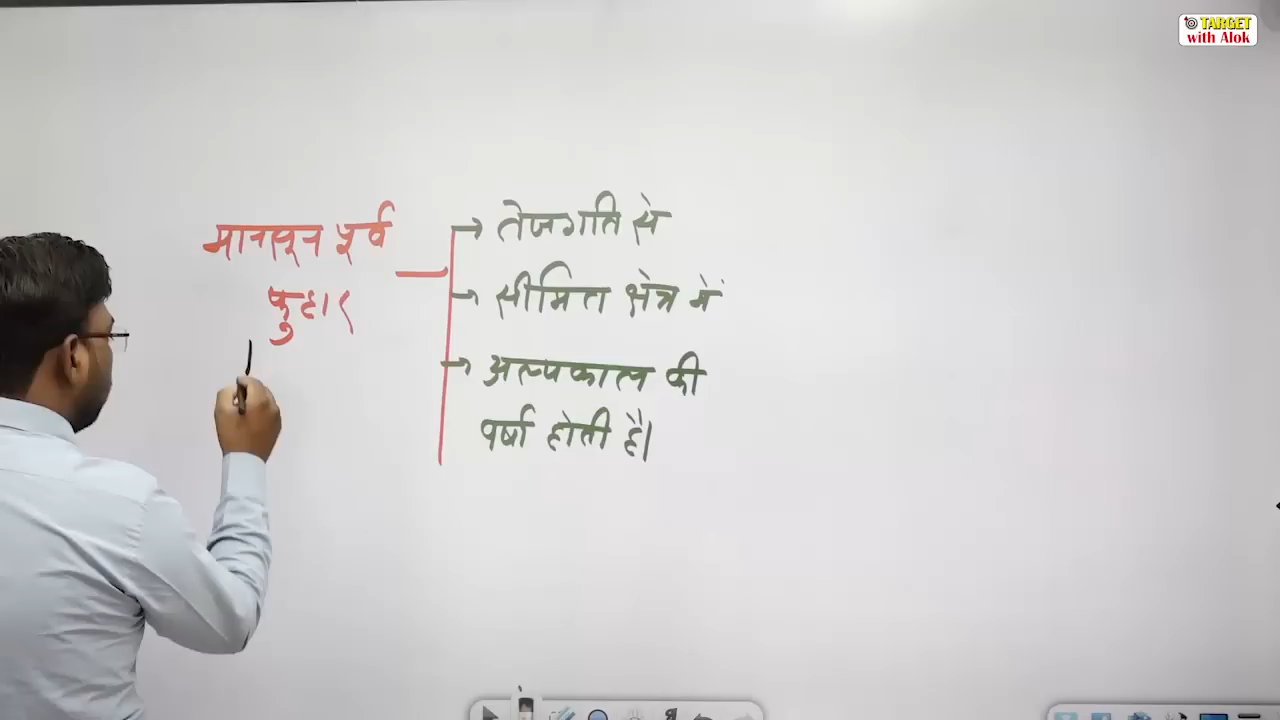 TARGET
with Alok
मानसून पूर्व
फुहार
तेजगति से
सीमित क्षेत्र में
अल्पकाल की
वर्षा होती है।